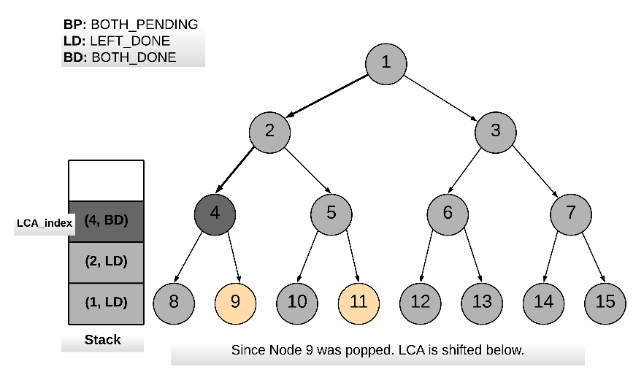 BP: BOTH_PENDING
LD: LEFT_DONE
BD: BOTH_DONE
1
2
3
LCA_index
(4, BD)
4
5
6
7
(2, LD)
(1, LD)
8
9
10
11
12
13
14
15
Stack
Since Node 9 was popped. LCA is shifted below.